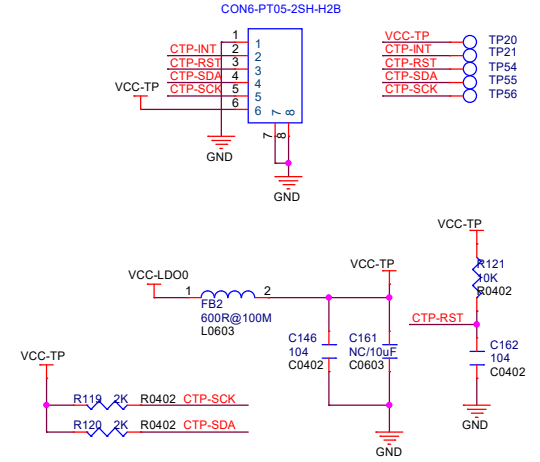 CON6-PT05-2SH-H2B
1 1
CTP-INT 2 2
CTP-RST 3 3
CTP-SDA 4 4
CTP-SCK 5 5
VCC-TP 6 6
7 8
7 8
GND
GND
VCC-TP TP20
CTP-INT TP21
CTP-RST TP54
CTP-SDA TP55
CTP-SCK TP56
VCC-LDO0
1 2
FB2
600R@100M
L0603
VCC-TP
C146
104
C0402
C161
NC/10uF
C0603
GND
VCC-TP
R121
10K
R0402
CTP-RST
C162
104
C0402
GND
VCC-TP
R119 2K R0402 CTP-SCK
R120 2K R0402 CTP-SDA